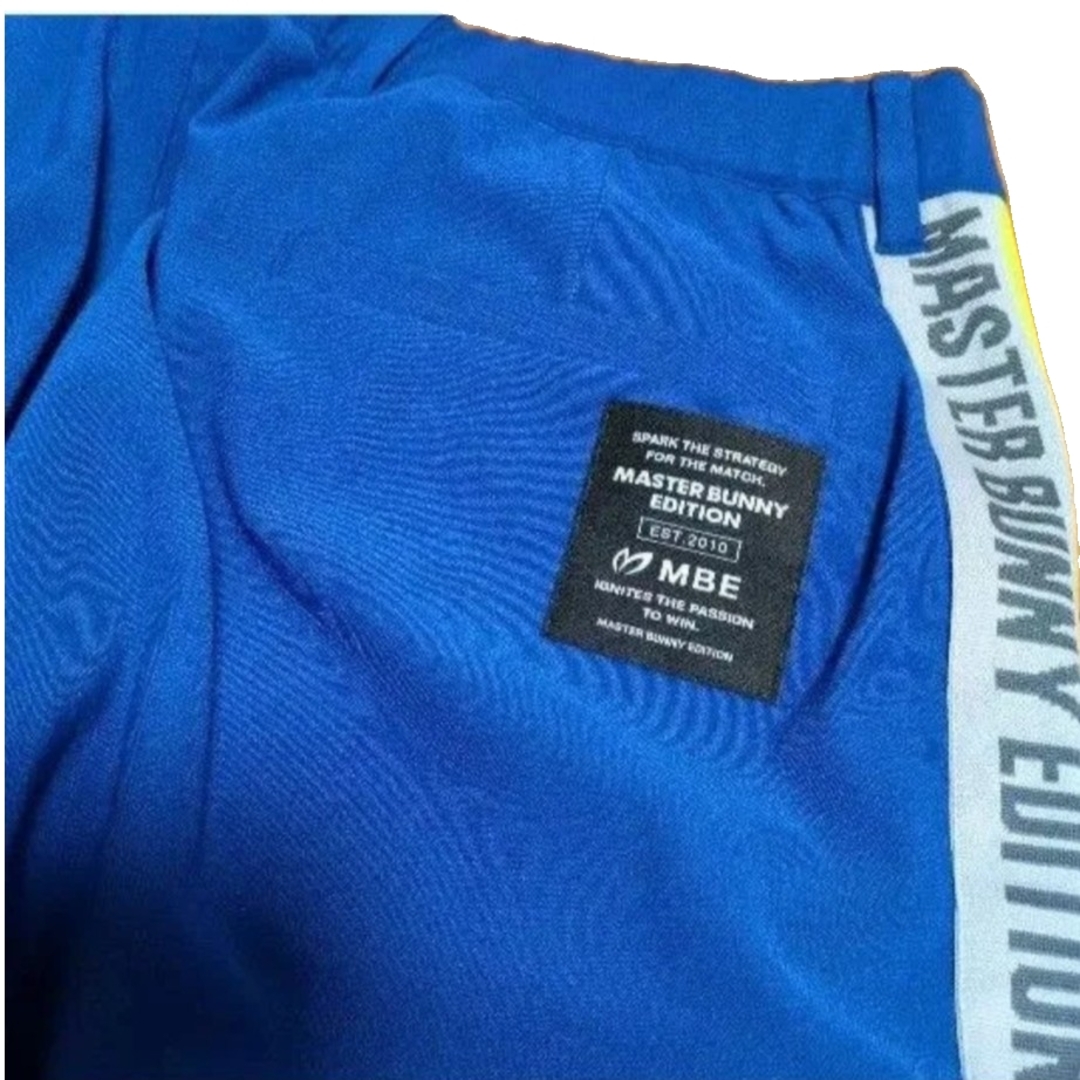 SPARK THE STRATEGY
FOR THE MATCH.
MASTER BUNNY
EDITION
EST.2010
MBE
IGNITES THE PASSION
TO WIN.
MASTER BUNNY EDITION
MASTER BUNNY EDITION